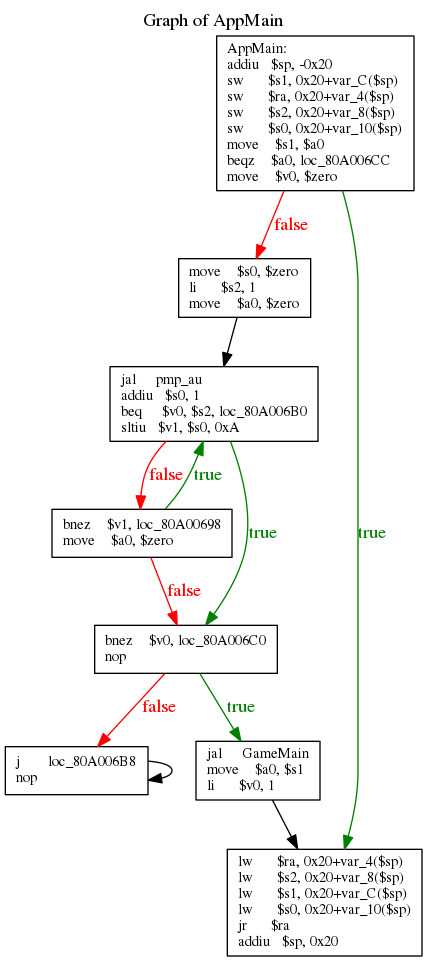 Graph of AppMain
AppMain:
addiu $sp, -0x20
sw $s1, 0x20+var_C($sp)
sw $ra, 0x20+var_4($sp)
sw $s2, 0x20+var_8($sp)
sw $s0, 0x20+var_10($sp)
move $s1, $a0
beqz $a0, loc_80A006CC
move $v0, $zero
false
move $s0, $zero
li $s2, 1
move $a0, $zero
jal pmp_au
addiu $s0, 1
beq $v0, $s2, loc_80A006B0
sltiu $v1, $s0, 0xA
false
true
bnez $v1, loc_80A00698
move $a0, $zero
true
true
false
bnez $v0, loc_80A006C0
nop
false
true
j loc_80A006B8
nop
jal GameMain
move $a0, $s1
li $v0, 1
lw $ra, 0x20+var_4($sp)
lw $s2, 0x20+var_8($sp)
lw $s1, 0x20+var_C($sp)
lw $s0, 0x20+var_10($sp)
jr $ra
addiu $sp, 0x20